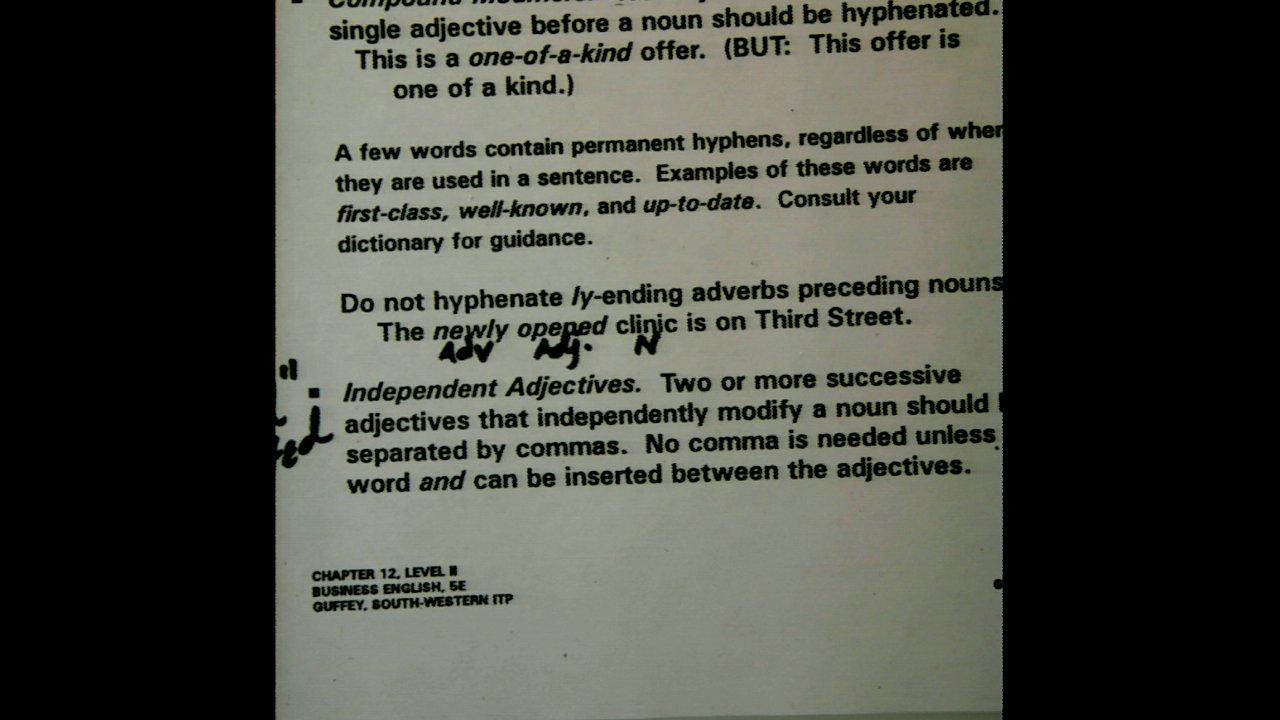 Compound
single adjective before a noun should be hyphenated.
This is a one-of-a-kind offer. (BUT: This offer is
one of a kind.)
A few words contain permanent hyphens, regardless of wher
they are used in a sentence. Examples of these words are
first-class, well-known, and up-to-date. Consult your
dictionary for guidance.
Do not hyphenate ly-ending adverbs preceding nouns
The newly opened clinic is on Third Street.
Adv Adj. N
Independent Adjectives. Two or more successive
adjectives that independently modify a noun should
separated by commas. No comma is needed unless
word and can be inserted between the adjectives.
CHAPTER 12, LEVEL II
BUSINESS ENGLISH, 5E
GUFFEY, SOUTH-WESTERN ITP